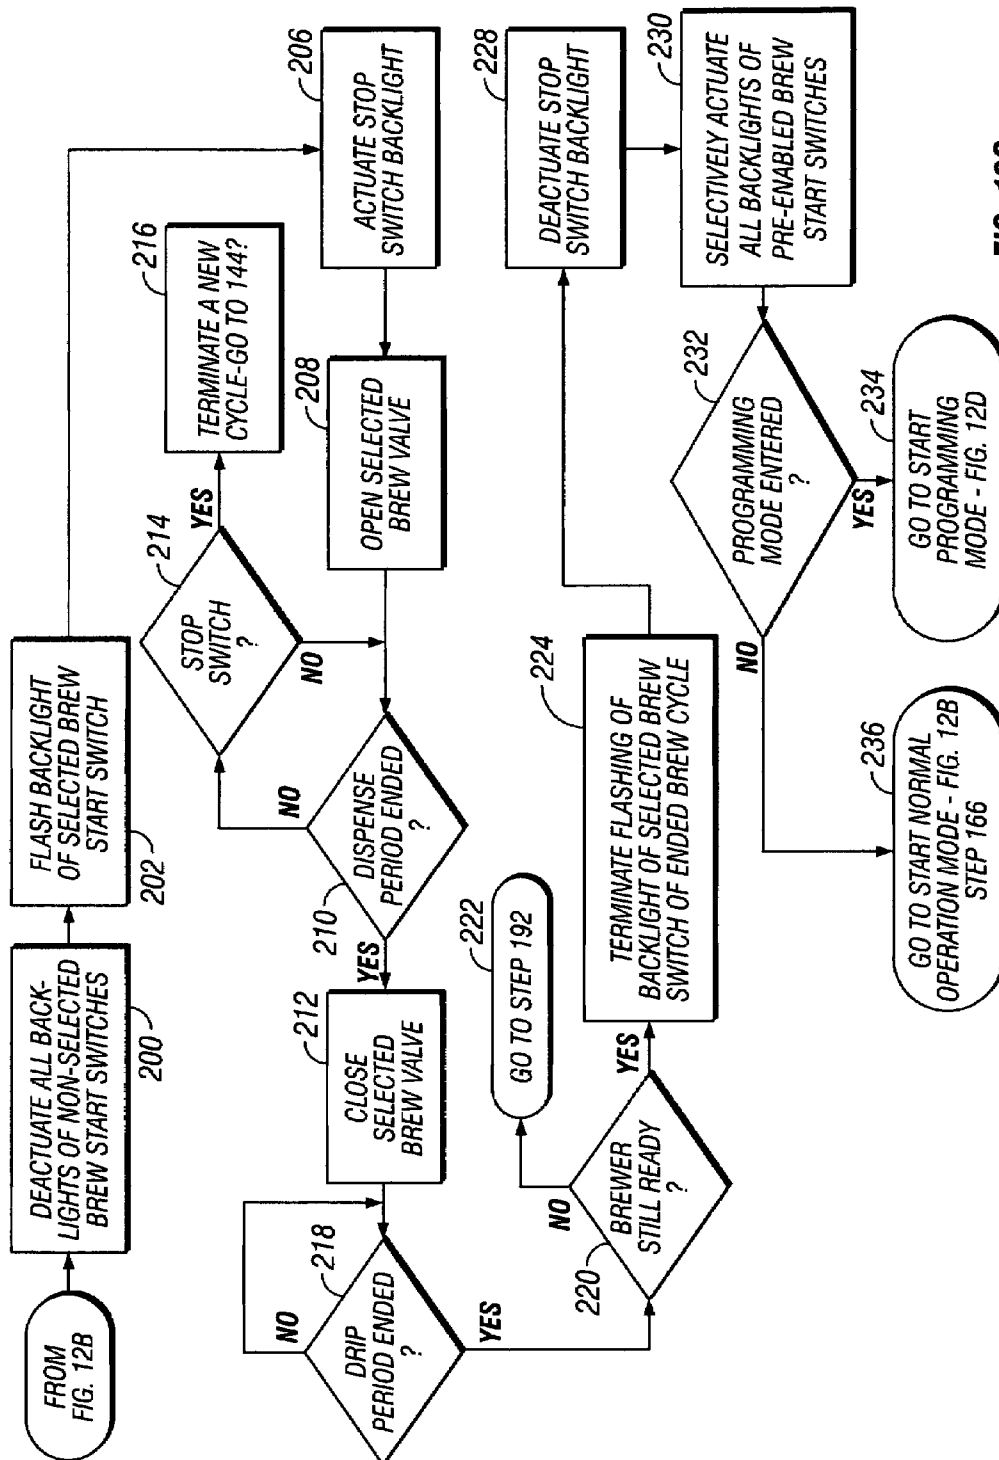 FROM
FIG. 12B
DEACTUATE ALL BACK-
LIGHTS OF NON-SELECTED
BREW START SWITCHES
200
FLASH BACKLIGHT
OF SELECTED BREW
START SWITCH
202
206
ACTUATE STOP
SWITCH BACKLIGHT
208
OPEN SELECTED
BREW VALVE
DISPENSE
PERIOD ENDED
?
210
NO
YES
214
STOP
SWITCH
?
YES
NO
216
TERMINATE A NEW
CYCLE-GO TO 144?
212
CLOSE
SELECTED
BREW VALVE
218
DRIP
PERIOD ENDED
?
NO
YES
BREWER
STILL READY
?
220
NO
YES
222
GO TO STEP 192
224
TERMINATE FLASHING OF
BACKLIGHT OF SELECTED BREW
SWITCH OF ENDED BREW CYCLE
228
DEACTUATE STOP
SWITCH BACKLIGHT
230
SELECTIVELY ACTUATE
ALL BACKLIGHTS OF
PRE-ENABLED BREW
START SWITCHES
232
PROGRAMMING
MODE ENTERED
?
NO
YES
234
GO TO START
PROGRAMMING
MODE - FIG. 12D
236
GO TO START NORMAL
OPERATION MODE - FIG. 12B
STEP 166